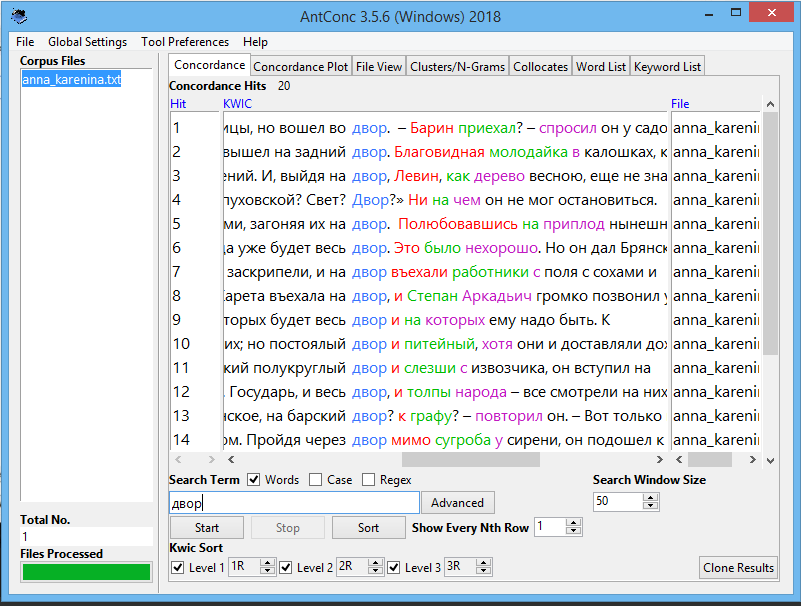 AntConc 3.5.6 (Windows) 2018
File Global Settings Tool Preferences Help
Corpus Files
anna_karenina.txt
Concordance Concordance Plot File View Clusters/N-Grams Collocates Word List Keyword List
Concordance Hits 20
Hit KWIC File
1 ицы, но вошел во двор. – Барин приехал? – спросил он у садо anna_kareni
2 вышел на задний двор. Благовидная молодайка в калошках, к anna_kareni
3 ений. И, выйдя на двор, Левин, как дерево весною, еще не зна anna_kareni
4 луховской? Свет? Двор?» Ни на чем он не мог остановиться. anna_kareni
5 ми, загоняя их на двор. Полюбовавшись на приплод нынешн anna_kareni
6 а уже будет весь двор. Это было нехорошо. Но он дал Брянск anna_kareni
7 заскрипели, и на двор въехали работники с поля с сохами и anna_kareni
8 Карета въехала на двор, и Степан Аркадьич громко позвонил у anna_kareni
9 оторых будет весь двор и на которых ему надо быть. К anna_kareni
10 их; но постоялый двор и питейный, хотя они и доставляли дох anna_kareni
11 кий полукруглый двор и слезши с извозчика, он вступил на anna_kareni
12 . Государь, и весь двор, и толпы народа – все смотрели на них anna_kareni
13 нское, на барский двор? к графу? – повторил он. – Вот только anna_kareni
14 ом. Пройдя через двор мимо сугроба у сирени, он подошел к anna_kareni
Search Term Words Case Regex Search Window Size
двор Advanced 50
Start Stop Sort Show Every Nth Row 1
Total No.
1
Files Processed
Kwic Sort
Level 1 1R Level 2 2R Level 3 3R Clone Results